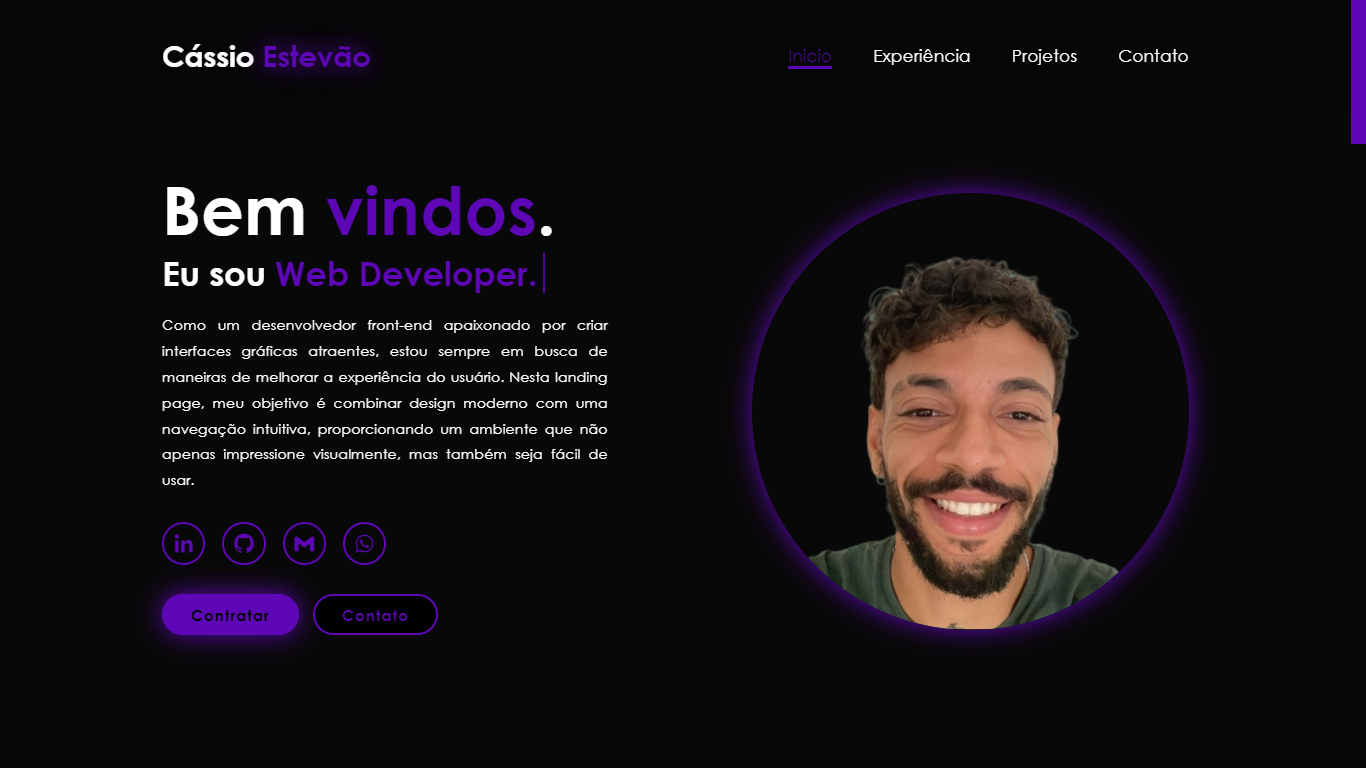 Cássio Estevão
Inicio Experiência Projetos Contato
Bem vindos.
Eu sou Web Developer.
Como um desenvolvedor front-end apaixonado por criar
interfaces gráficas atraentes, estou sempre em busca de
maneiras de melhorar a experiência do usuário. Nesta landing
page, meu objetivo é combinar design moderno com uma
navegação intuitiva, proporcionando um ambiente que não
apenas impressione visualmente, mas também seja fácil de
usar.
Contratar Contato